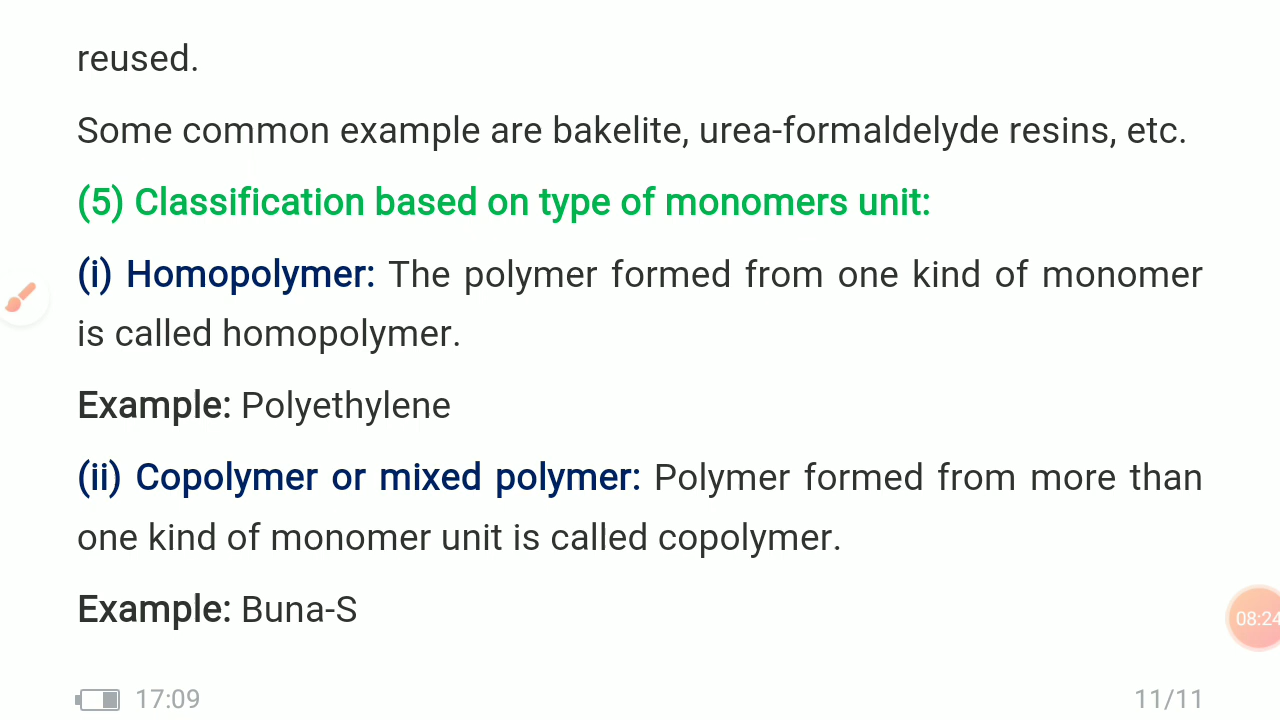 reused.
Some common example are bakelite, urea-formaldelyde resins, etc.
(5) Classification based on type of monomers unit:
(i) Homopolymer: The polymer formed from one kind of monomer
is called homopolymer.
Example: Polyethylene
(ii) Copolymer or mixed polymer: Polymer formed from more than
one kind of monomer unit is called copolymer.
Example: Buna-S
08:24
17:09
11/11